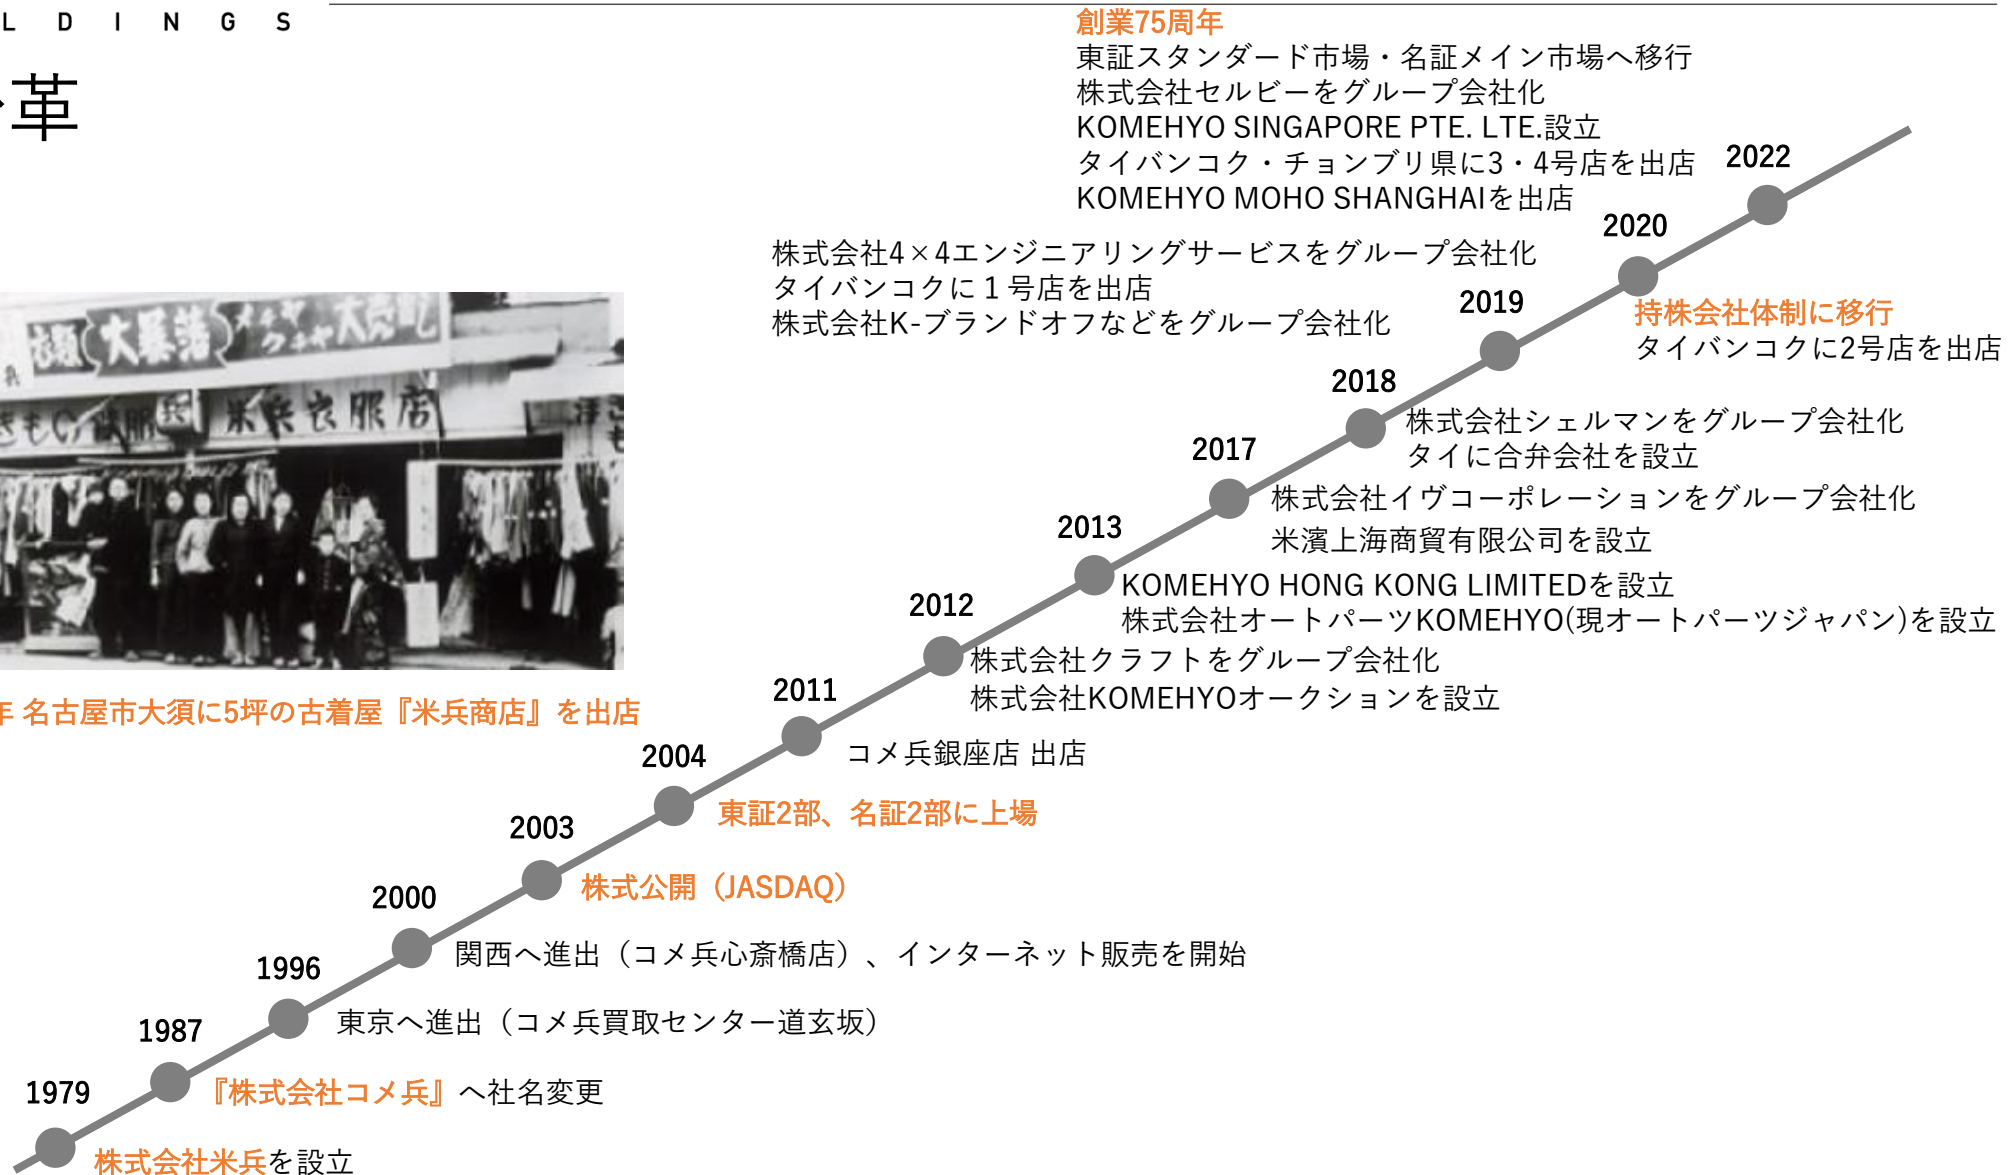 L D I N G S
革
創業75周年
東証スタンダード市場・名証メイン市場へ移行
株式会社セルビーをグループ会社化
KOMEHYO SINGAPORE PTE. LTE.設立
タイバンコク・チョンブリ県に3・4号店を出店
KOMEHYO MOHO SHANGHAIを出店
2022
2020
持株会社体制に移行
タイバンコクに2号店を出店
株式会社4×4エンジニアリングサービスをグループ会社化
タイバンコクに１号店を出店
株式会社K-ブランドオフなどをグループ会社化
2019
2018
株式会社シェルマンをグループ会社化
タイに合弁会社を設立
2017
株式会社イヴコーポレーションをグループ会社化
米濱上海商貿有限公司を設立
2013
KOMEHYO HONG KONG LIMITEDを設立
株式会社オートパーツKOMEHYO(現オートパーツジャパン)を設立
2012
株式会社クラフトをグループ会社化
株式会社KOMEHYOオークションを設立
衣類
大暴落
大売出し
米兵衣服店
年 名古屋市大須に5坪の古着屋『米兵商店』を出店
2011
コメ兵銀座店 出店
2004
東証2部、名証2部に上場
2003
株式公開（JASDAQ）
2000
関西へ進出（コメ兵心斎橋店）、インターネット販売を開始
1996
東京へ進出（コメ兵買取センター道玄坂）
1987
『株式会社コメ兵』へ社名変更
1979
株式会社米兵を設立